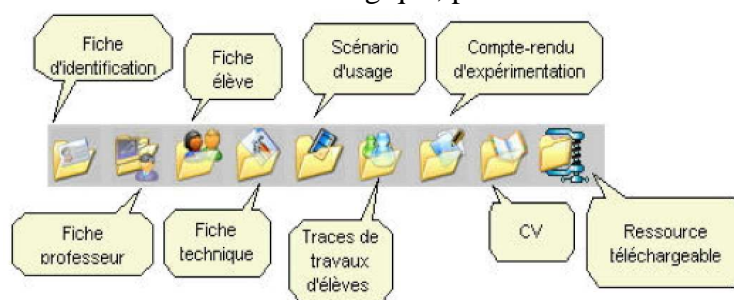 Fiche
d'identification
Fiche
élève
Scénario
d'usage
Compte-rendu
d'expérimentation
Fiche
professeur
Fiche
technique
Traces de
travaux
d'élèves
CV
Ressource
téléchargeable